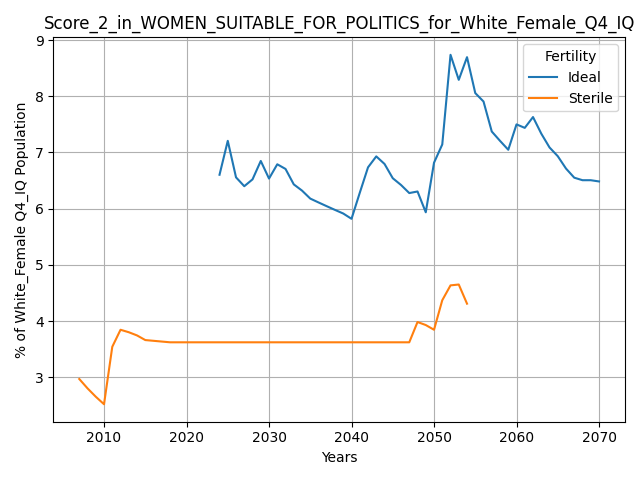 Score_2_in_WOMEN_SUITABLE_FOR_POLITICS_for_White_Female_Q4_IQ
Fertility
Ideal
Sterile
% of White_Female Q4_IQ Population
9
8
7
6
5
4
3
2010 2020 2030 2040 2050 2060 2070
Years